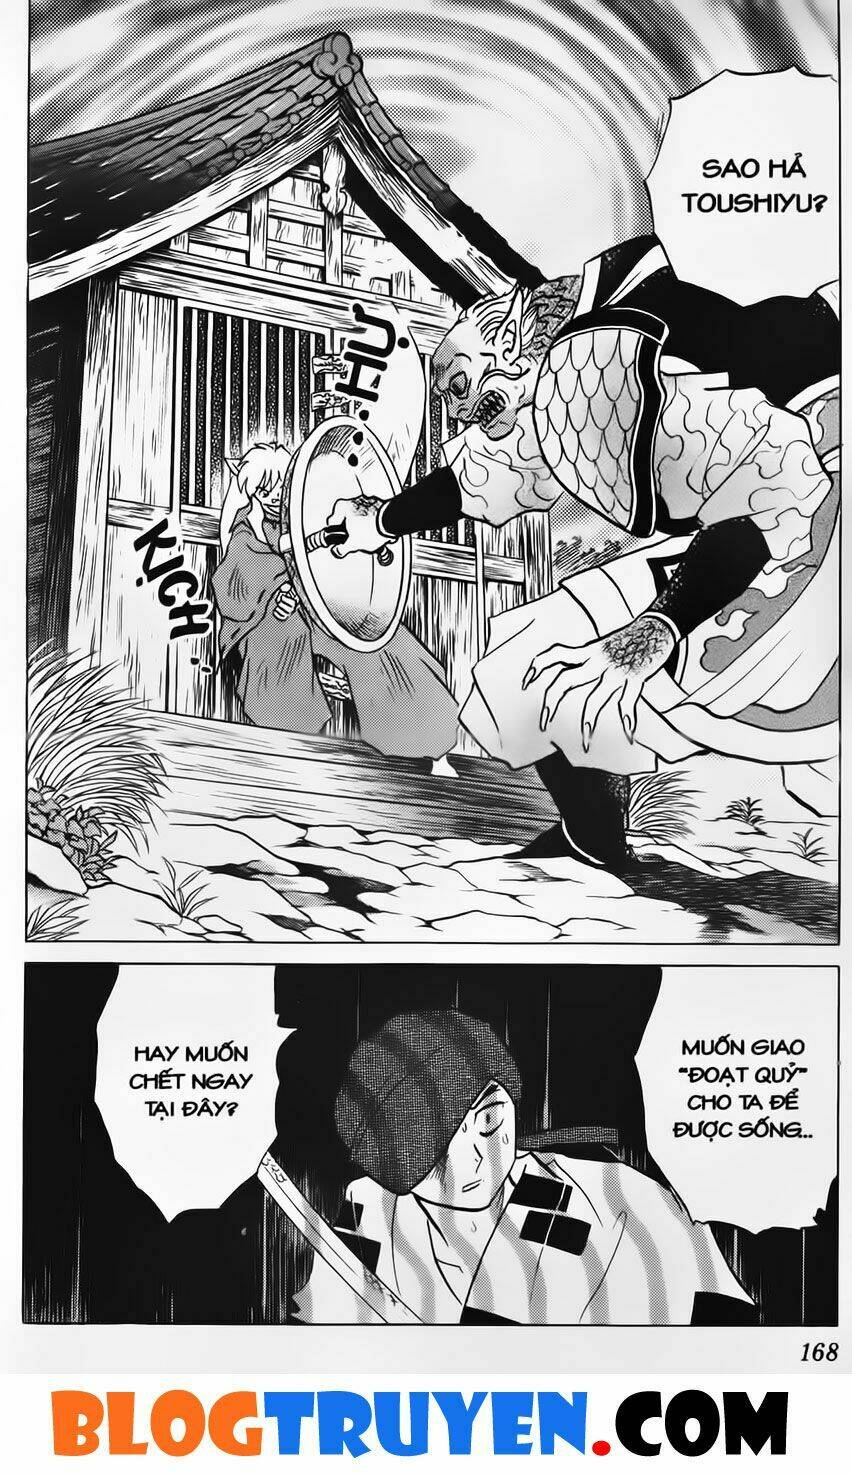 SAO HẢ
TOUSHIYU?
...HỰ
KỊCH...
MUỐN GIAO
"ĐOẠT QUỶ"
CHO TA ĐỂ
ĐƯỢC SỐNG...
HAY MUỐN
CHẾT NGAY
TẠI ĐÂY?
168
BLOGTRUYEN.COM